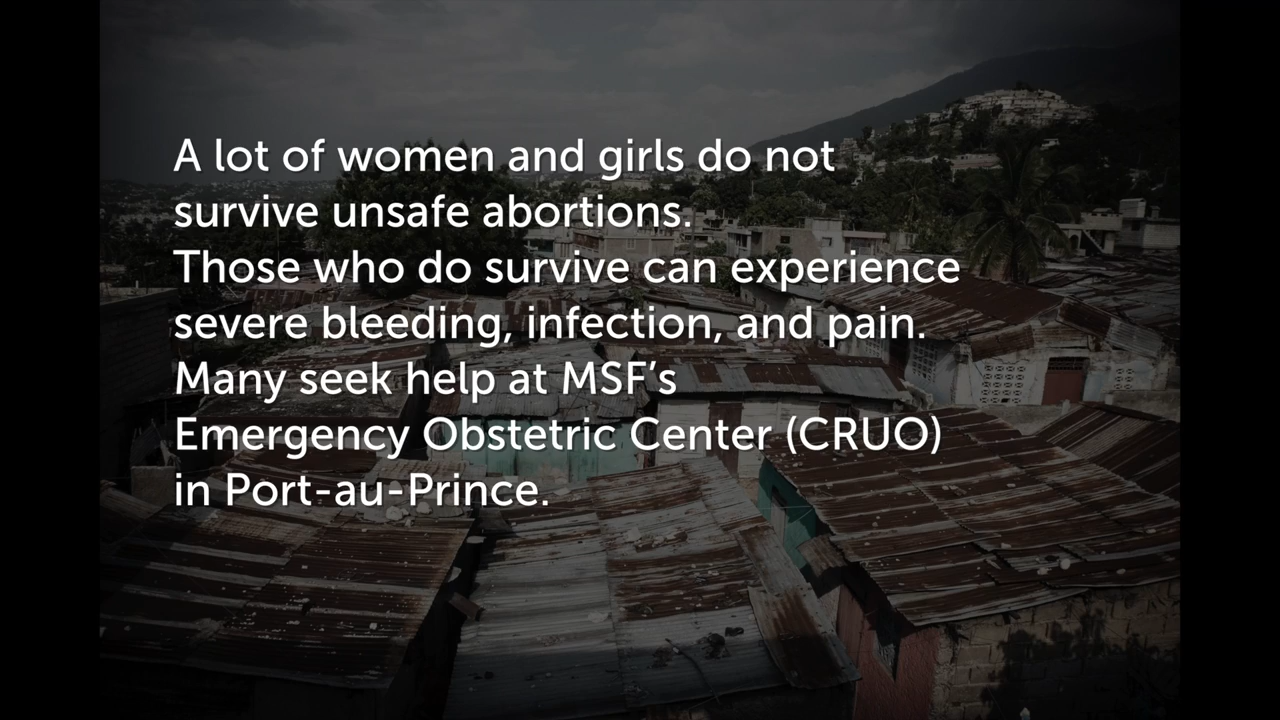 A lot of women and girls do not
survive unsafe abortions.
Those who do survive can experience
severe bleeding, infection, and pain.
Many seek help at MSF’s
Emergency Obstetric Center (CRUO)
in Port-au-Prince.